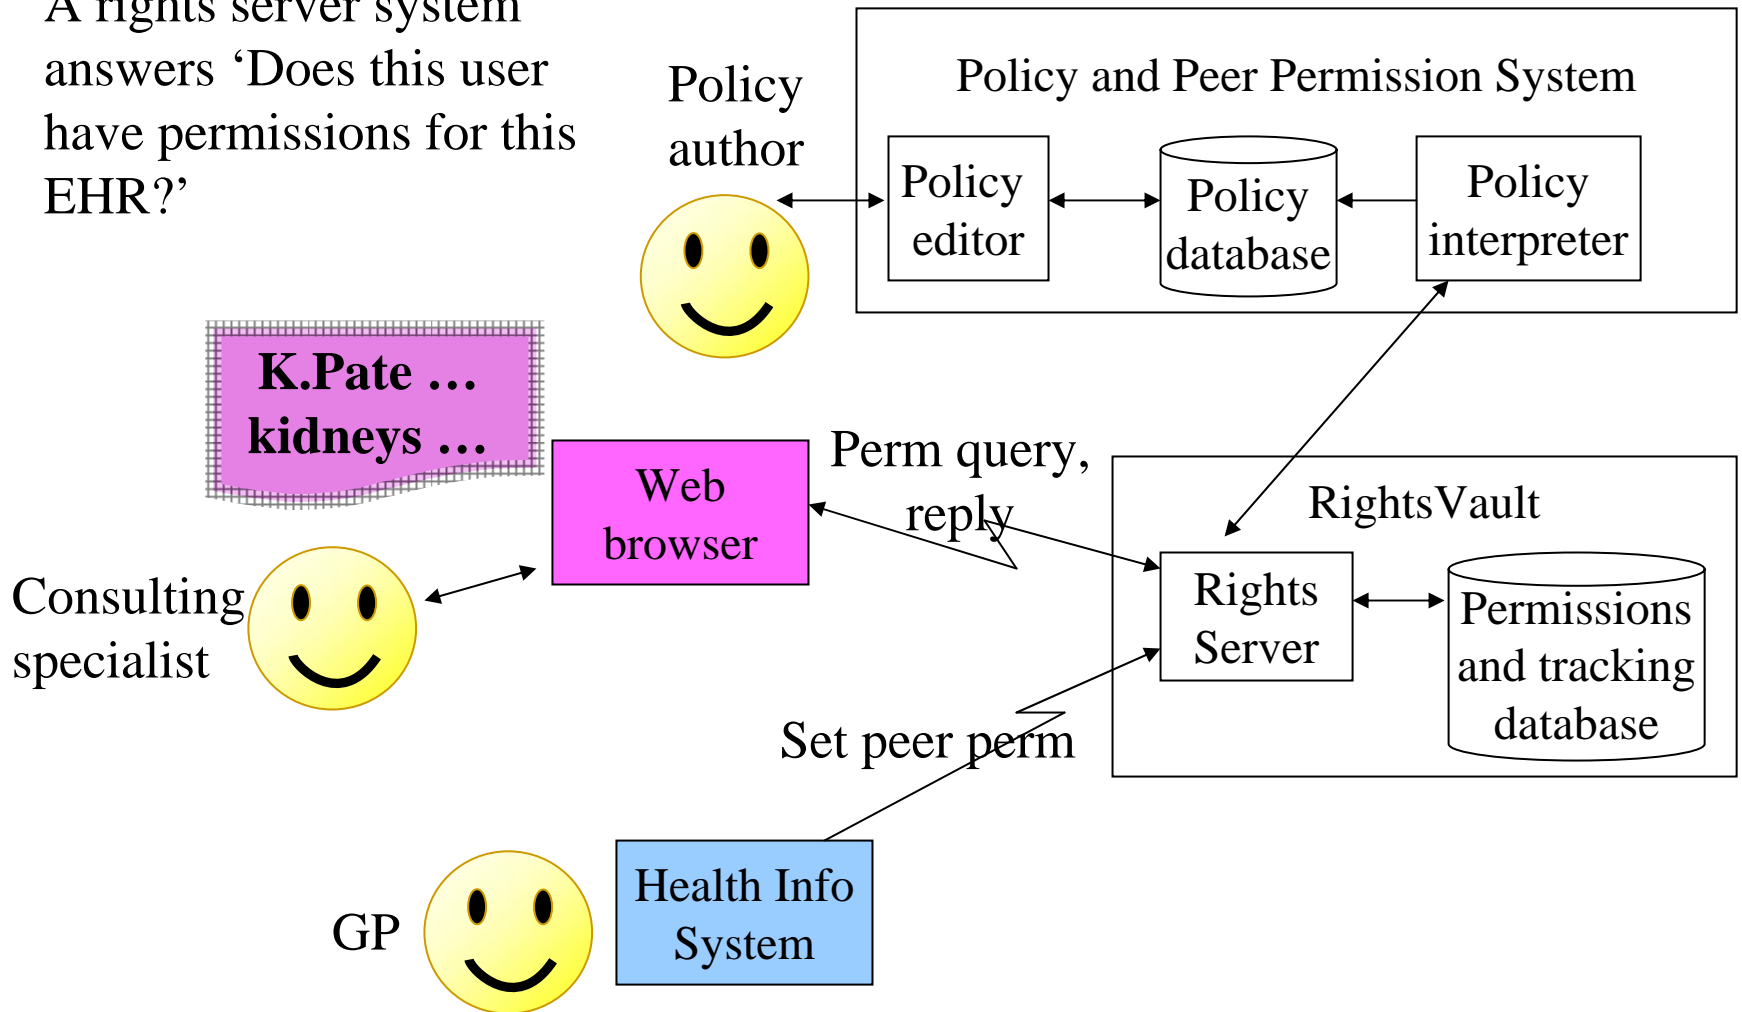 A rights server system
answers ‘Does this user
have permissions for this
EHR?’
Policy
author
Policy and Peer Permission System
Policy
editor
Policy
database
Policy
interpreter
K.Pate …
kidneys …
Web
browser
Perm query,
reply
RightsVault
Consulting
specialist
Rights
Server
Permissions
and tracking
database
Set peer perm
GP
Health Info
System